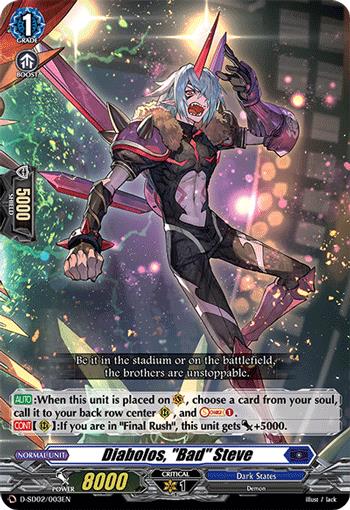 1
GRADE
BOOST
5000
SHIELD
Be it in the stadium or on the battlefield,
the brothers are unstoppable.
AUTO:When this unit is placed on R, choose a card from your soul,
call it to your back row center R, and
CONT R:If you are in "Final Rush", this unit gets +5000.
NORMAL UNIT
Diabolos, "Bad" Steve
POWER 8000
CRITICAL
1
Dark States
Demon
D-SD02/003EN
Illust / lack